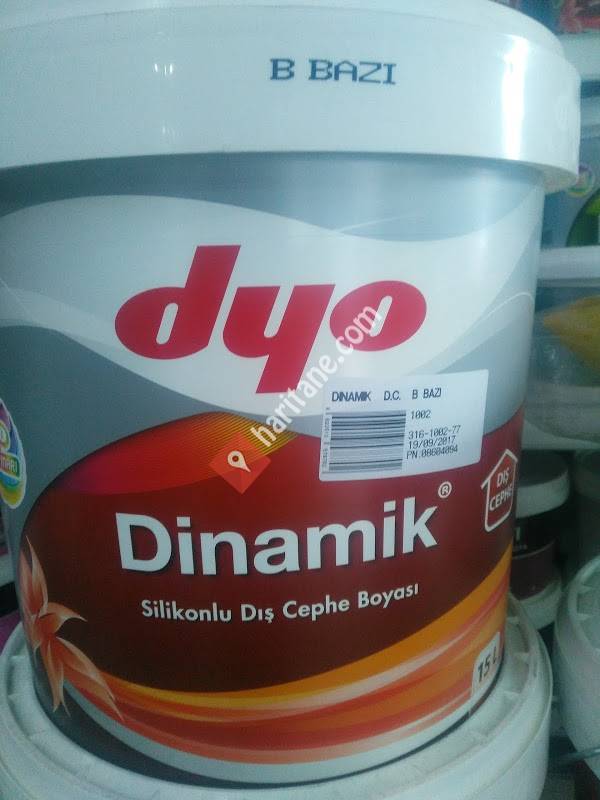 B BAZI
dyo
DINAMIK D.C. B BAZI
1002
316-1002-77
19/09/2017
PN:00604094
haritane.com
DIŞ
CEPHE
Dinamik®
Silikonlu Dış Cephe Boyası
15 L